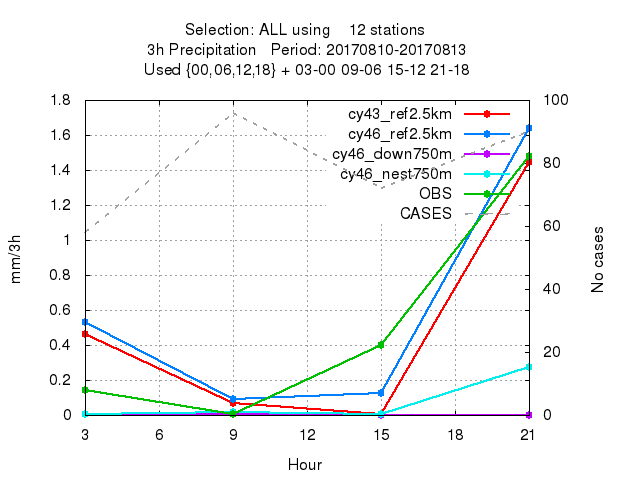 Selection: ALL using 12 stations
3h Precipitation Period: 20170810-20170813
Used {00,06,12,18} + 03-00 09-06 15-12 21-18
1.8
1.6
1.4
1.2
1
0.8
0.6
0.4
0.2
0
mm/3h
cy43_ref2.5km
cy46_ref2.5km
cy46_down750m
cy46_nest750m
OBS
CASES
100
80
60
40
20
0
No cases
3 6 9 12 15 18 21
Hour